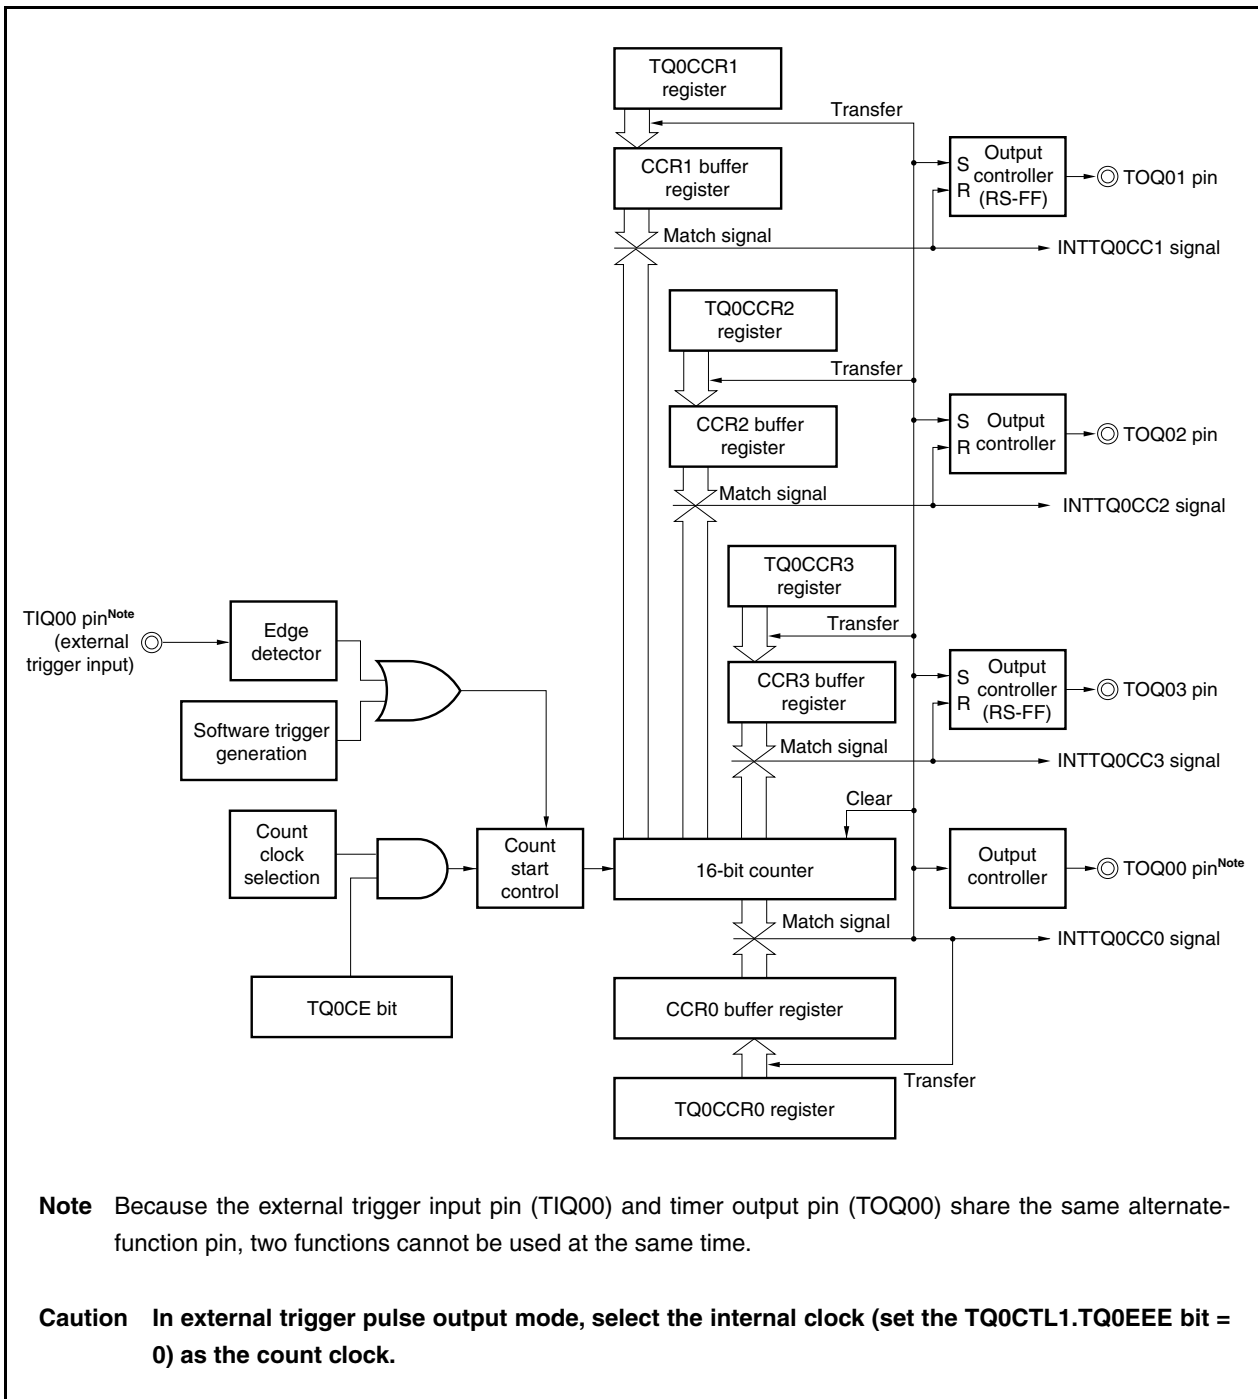 TQ0CCR1
register
Transfer
CCR1 buffer
register
S
R
Output
controller
(RS-FF)
TOQ01 pin
Match signal
INTTQ0CC1 signal
TQ0CCR2
register
Transfer
CCR2 buffer
register
S
R
Output
controller
TOQ02 pin
Match signal
INTTQ0CC2 signal
TQ0CCR3
register
Transfer
TIQ00 pinNote
(external
trigger input)
Edge
detector
CCR3 buffer
register
S
R
Output
controller
(RS-FF)
TOQ03 pin
Software trigger
generation
Match signal
INTTQ0CC3 signal
Clear
Count
clock
selection
Count
start
control
16-bit counter
Output
controller
TOQ00 pinNote
Match signal
INTTQ0CC0 signal
TQ0CE bit
CCR0 buffer register
Transfer
TQ0CCR0 register
Note Because the external trigger input pin (TIQ00) and timer output pin (TOQ00) share the same alternate-
function pin, two functions cannot be used at the same time.
Caution In external trigger pulse output mode, select the internal clock (set the TQ0CTL1.TQ0EEE bit =
0) as the count clock.